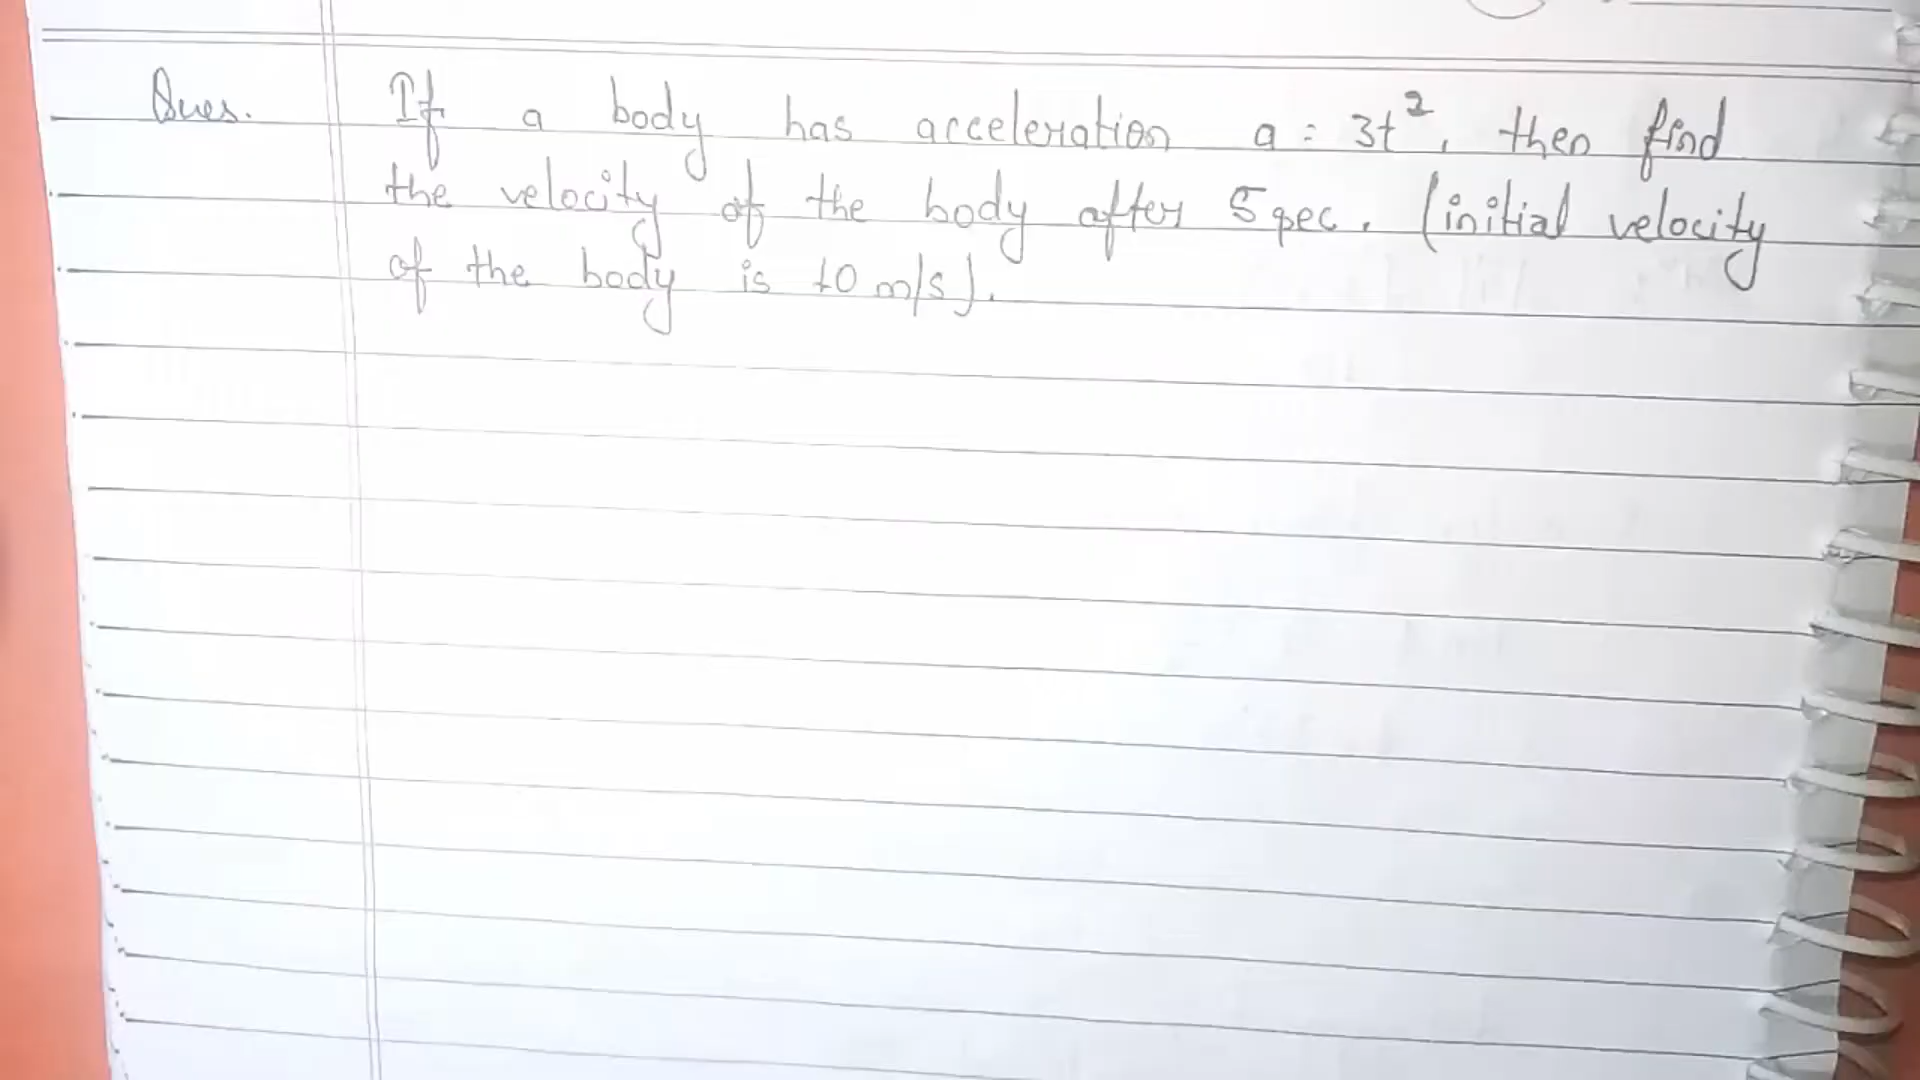 Ques. If a body has acceleration a = 3t², then find
the velocity of the body after 5 sec. (initial velocity
of the body is 10 m/s).